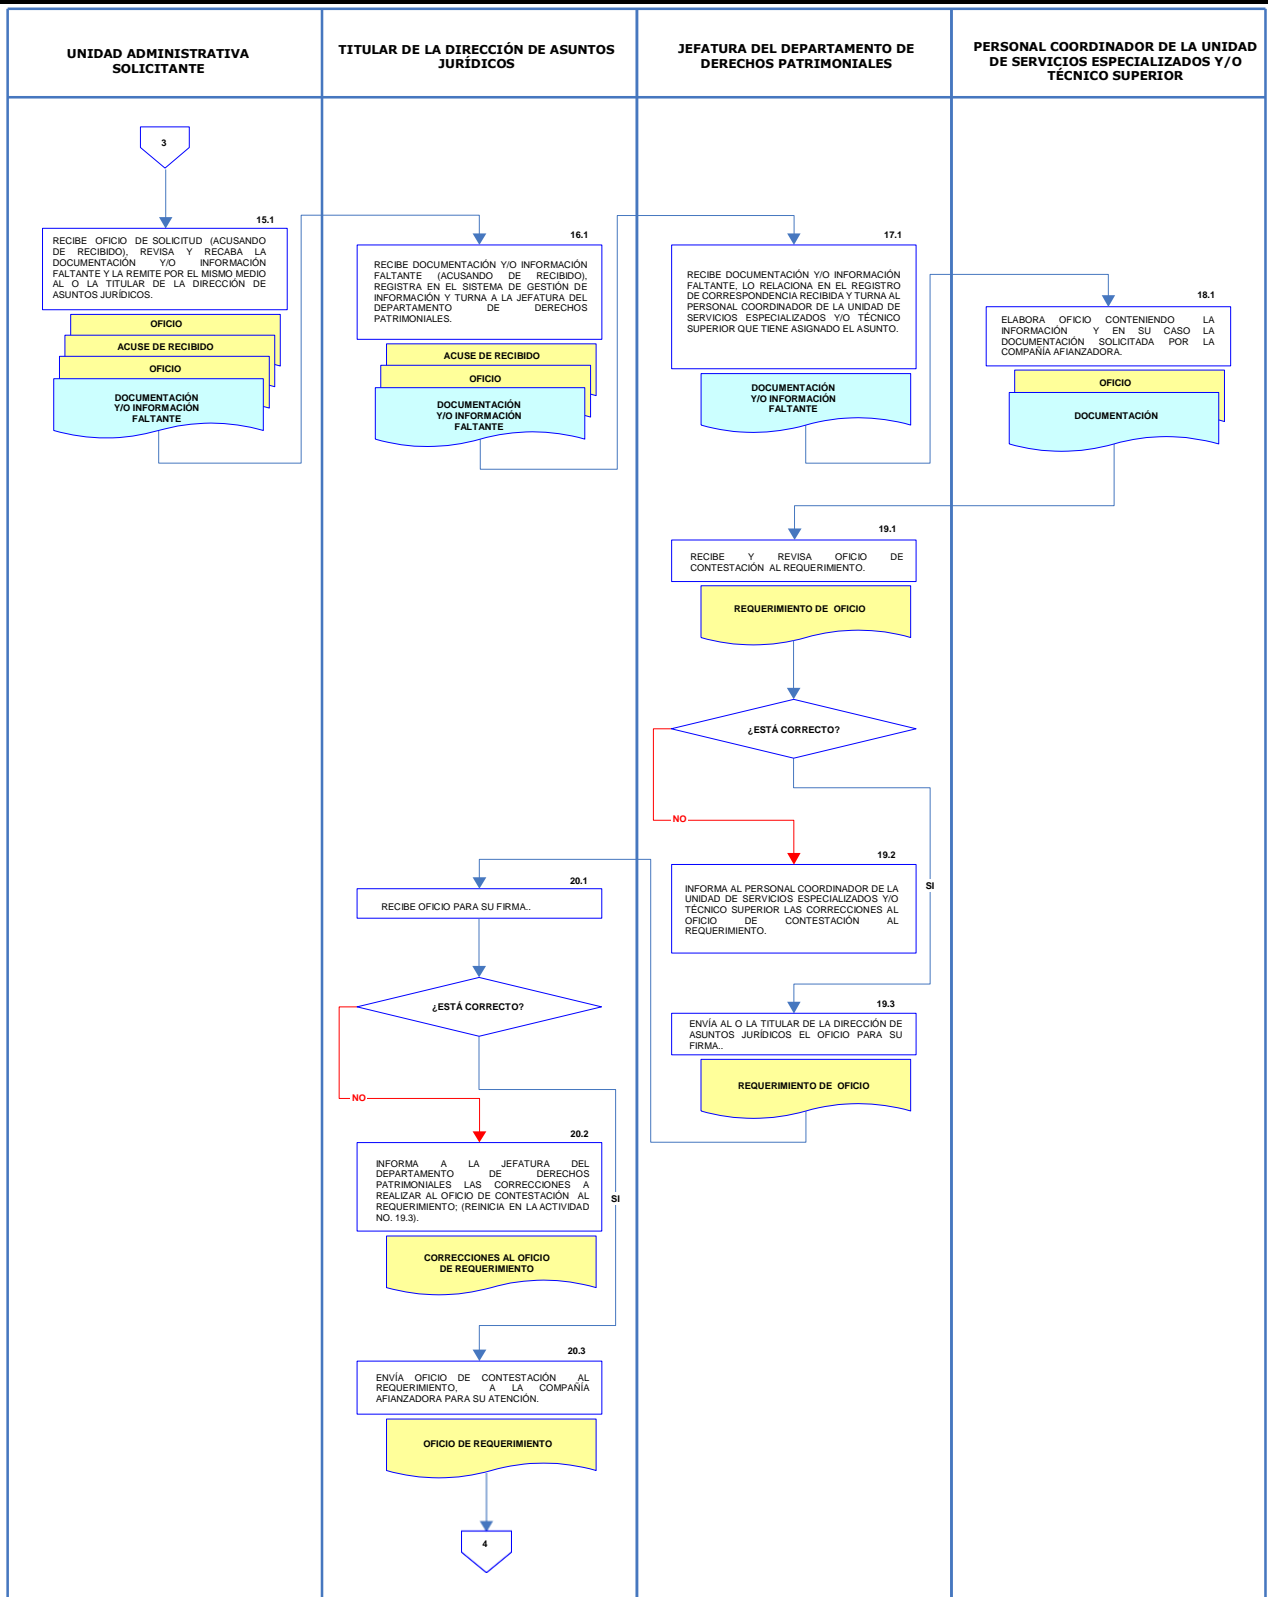 UNIDAD ADMINISTRATIVA
SOLICITANTE
TITULAR DE LA DIRECCIÓN DE ASUNTOS
JURÍDICOS
JEFATURA DEL DEPARTAMENTO DE
DERECHOS PATRIMONIALES
PERSONAL COORDINADOR DE LA UNIDAD
DE SERVICIOS ESPECIALIZADOS Y/O
TÉCNICO SUPERIOR
3
15.1
RECIBE OFICIO DE SOLICITUD (ACUSANDO
DE RECIBIDO), REVISA Y RECABA LA
DOCUMENTACIÓN Y/O INFORMACIÓN
FALTANTE Y LA REMITE POR EL MISMO MEDIO
AL O LA TITULAR DE LA DIRECCIÓN DE
ASUNTOS JURÍDICOS.
OFICIO
ACUSE DE RECIBIDO
OFICIO
DOCUMENTACIÓN
Y/O INFORMACIÓN
FALTANTE
16.1
RECIBE DOCUMENTACIÓN Y/O INFORMACIÓN
FALTANTE (ACUSANDO DE RECIBIDO),
REGISTRA EN EL SISTEMA DE GESTIÓN DE
INFORMACIÓN Y TURNA A LA JEFATURA DEL
DEPARTAMENTO DE DERECHOS
PATRIMONIALES.
ACUSE DE RECIBIDO
OFICIO
DOCUMENTACIÓN
Y/O INFORMACIÓN
FALTANTE
17.1
RECIBE DOCUMENTACIÓN Y/O INFORMACIÓN
FALTANTE, LO RELACIONA EN EL REGISTRO
DE CORRESPONDENCIA RECIBIDA Y TURNA AL
PERSONAL COORDINADOR DE LA UNIDAD DE
SERVICIOS ESPECIALIZADOS Y/O TÉCNICO
SUPERIOR QUE TIENE ASIGNADO EL ASUNTO.
DOCUMENTACIÓN
Y/O INFORMACIÓN
FALTANTE
18.1
ELABORA OFICIO CONTENIENDO LA
INFORMACIÓN Y EN SU CASO LA
DOCUMENTACIÓN SOLICITADA POR LA
COMPAÑÍA AFIANZADORA.
OFICIO
DOCUMENTACIÓN
19.1
RECIBE Y REVISA OFICIO DE
CONTESTACIÓN AL REQUERIMIENTO.
REQUERIMIENTO DE OFICIO
¿ESTÁ CORRECTO?
NO
SI
19.2
INFORMA AL PERSONAL COORDINADOR DE LA
UNIDAD DE SERVICIOS ESPECIALIZADOS Y/O
TÉCNICO SUPERIOR LAS CORRECCIONES AL
OFICIO DE CONTESTACIÓN AL
REQUERIMIENTO.
19.3
ENVÍA AL O LA TITULAR DE LA DIRECCIÓN DE
ASUNTOS JURÍDICOS EL OFICIO PARA SU
FIRMA..
REQUERIMIENTO DE OFICIO
20.1
RECIBE OFICIO PARA SU FIRMA..
¿ESTÁ CORRECTO?
NO
SI
20.2
INFORMA A LA JEFATURA DEL
DEPARTAMENTO DE DERECHOS
PATRIMONIALES LAS CORRECCIONES A
REALIZAR AL OFICIO DE CONTESTACIÓN AL
REQUERIMIENTO; (REINICIA EN LA ACTIVIDAD
NO. 19.3).
CORRECCIONES AL OFICIO
DE REQUERIMIENTO
20.3
ENVÍA OFICIO DE CONTESTACIÓN AL
REQUERIMIENTO, A LA COMPAÑÍA
AFIANZADORA PARA SU ATENCIÓN.
OFICIO DE REQUERIMIENTO
4